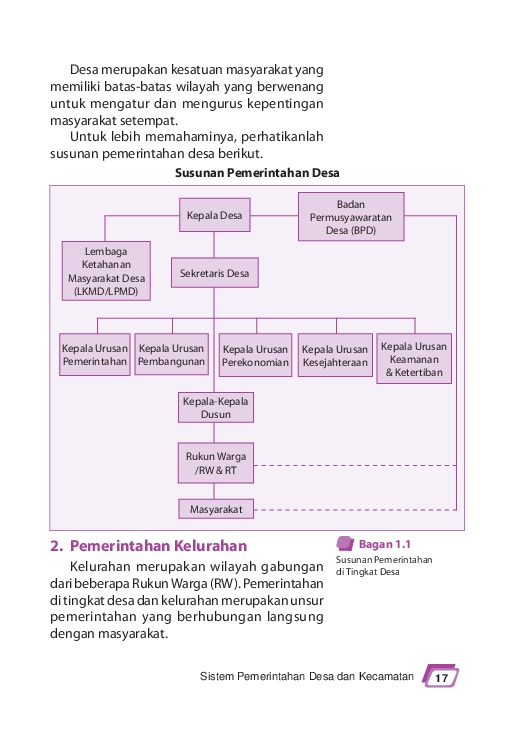 Desa merupakan kesatuan masyarakat yang
memiliki batas-batas wilayah yang berwenang
untuk mengatur dan mengurus kepentingan
masyarakat setempat.
Untuk lebih memahaminya, perhatikanlah
susunan pemerintahan desa berikut.
Susunan Pemerintahan Desa
Kepala Desa
Badan
Permusyawaratan
Desa (BPD)
Lembaga
Ketahanan
Masyarakat Desa
(LKMD/LPMD)
Sekretaris Desa
Kepala Urusan
Pemerintahan
Kepala Urusan
Pembangunan
Kepala Urusan
Perekonomian
Kepala Urusan
Kesejahteraan
Kepala Urusan
Keamanan
& Ketertiban
Kepala-Kepala
Dusun
Rukun Warga
/RW & RT
Masyarakat
2. Pemerintahan Kelurahan
Kelurahan merupakan wilayah gabungan
dari beberapa Rukun Warga (RW). Pemerintahan
di tingkat desa dan kelurahan merupakan unsur
pemerintahan yang berhubungan langsung
dengan masyarakat.
Bagan 1.1
Susunan Pemerintahan
di Tingkat Desa
Sistem Pemerintahan Desa dan Kecamatan 17